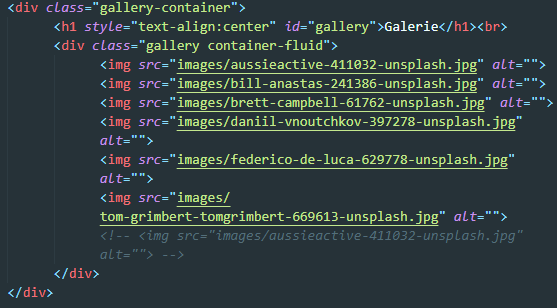 <div class="gallery-container">
<h1 style="text-align:center" id="gallery">Galerie</h1><br>
<div class="gallery container-fluid">
<img src="images/aussieactive-411032-unsplash.jpg" alt="">
<img src="images/bill-anastas-241386-unsplash.jpg" alt="">
<img src="images/brett-campbell-61762-unsplash.jpg" alt="">
<img src="images/daniil-vnoutchkov-397278-unsplash.jpg"
alt="">
<img src="images/federico-de-luca-629778-unsplash.jpg"
alt="">
<img src="images/
tom-grimbert-tomgrimbert-669613-unsplash.jpg" alt="">
<!-- <img src="images/aussieactive-411032-unsplash.jpg"
alt=""> -->
</div>
</div>